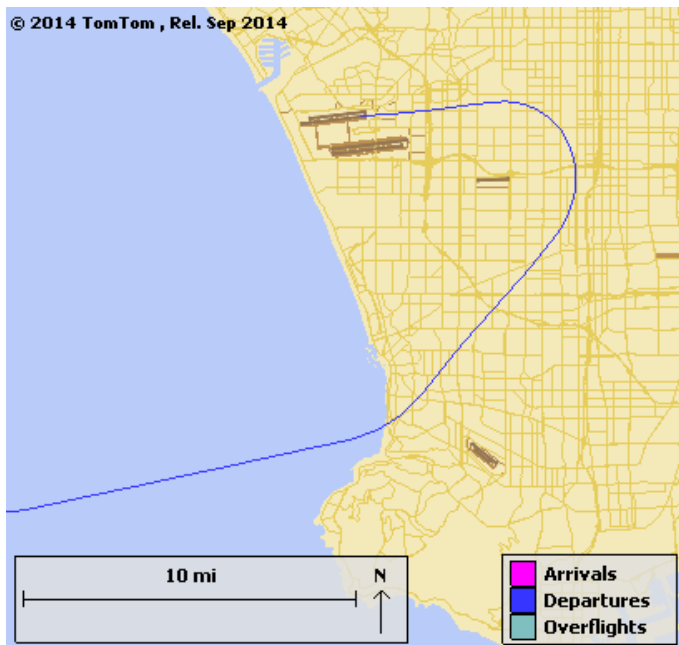 © 2014 TomTom , Rel. Sep 2014
10 mi
N
Arrivals
Departures
Overflights